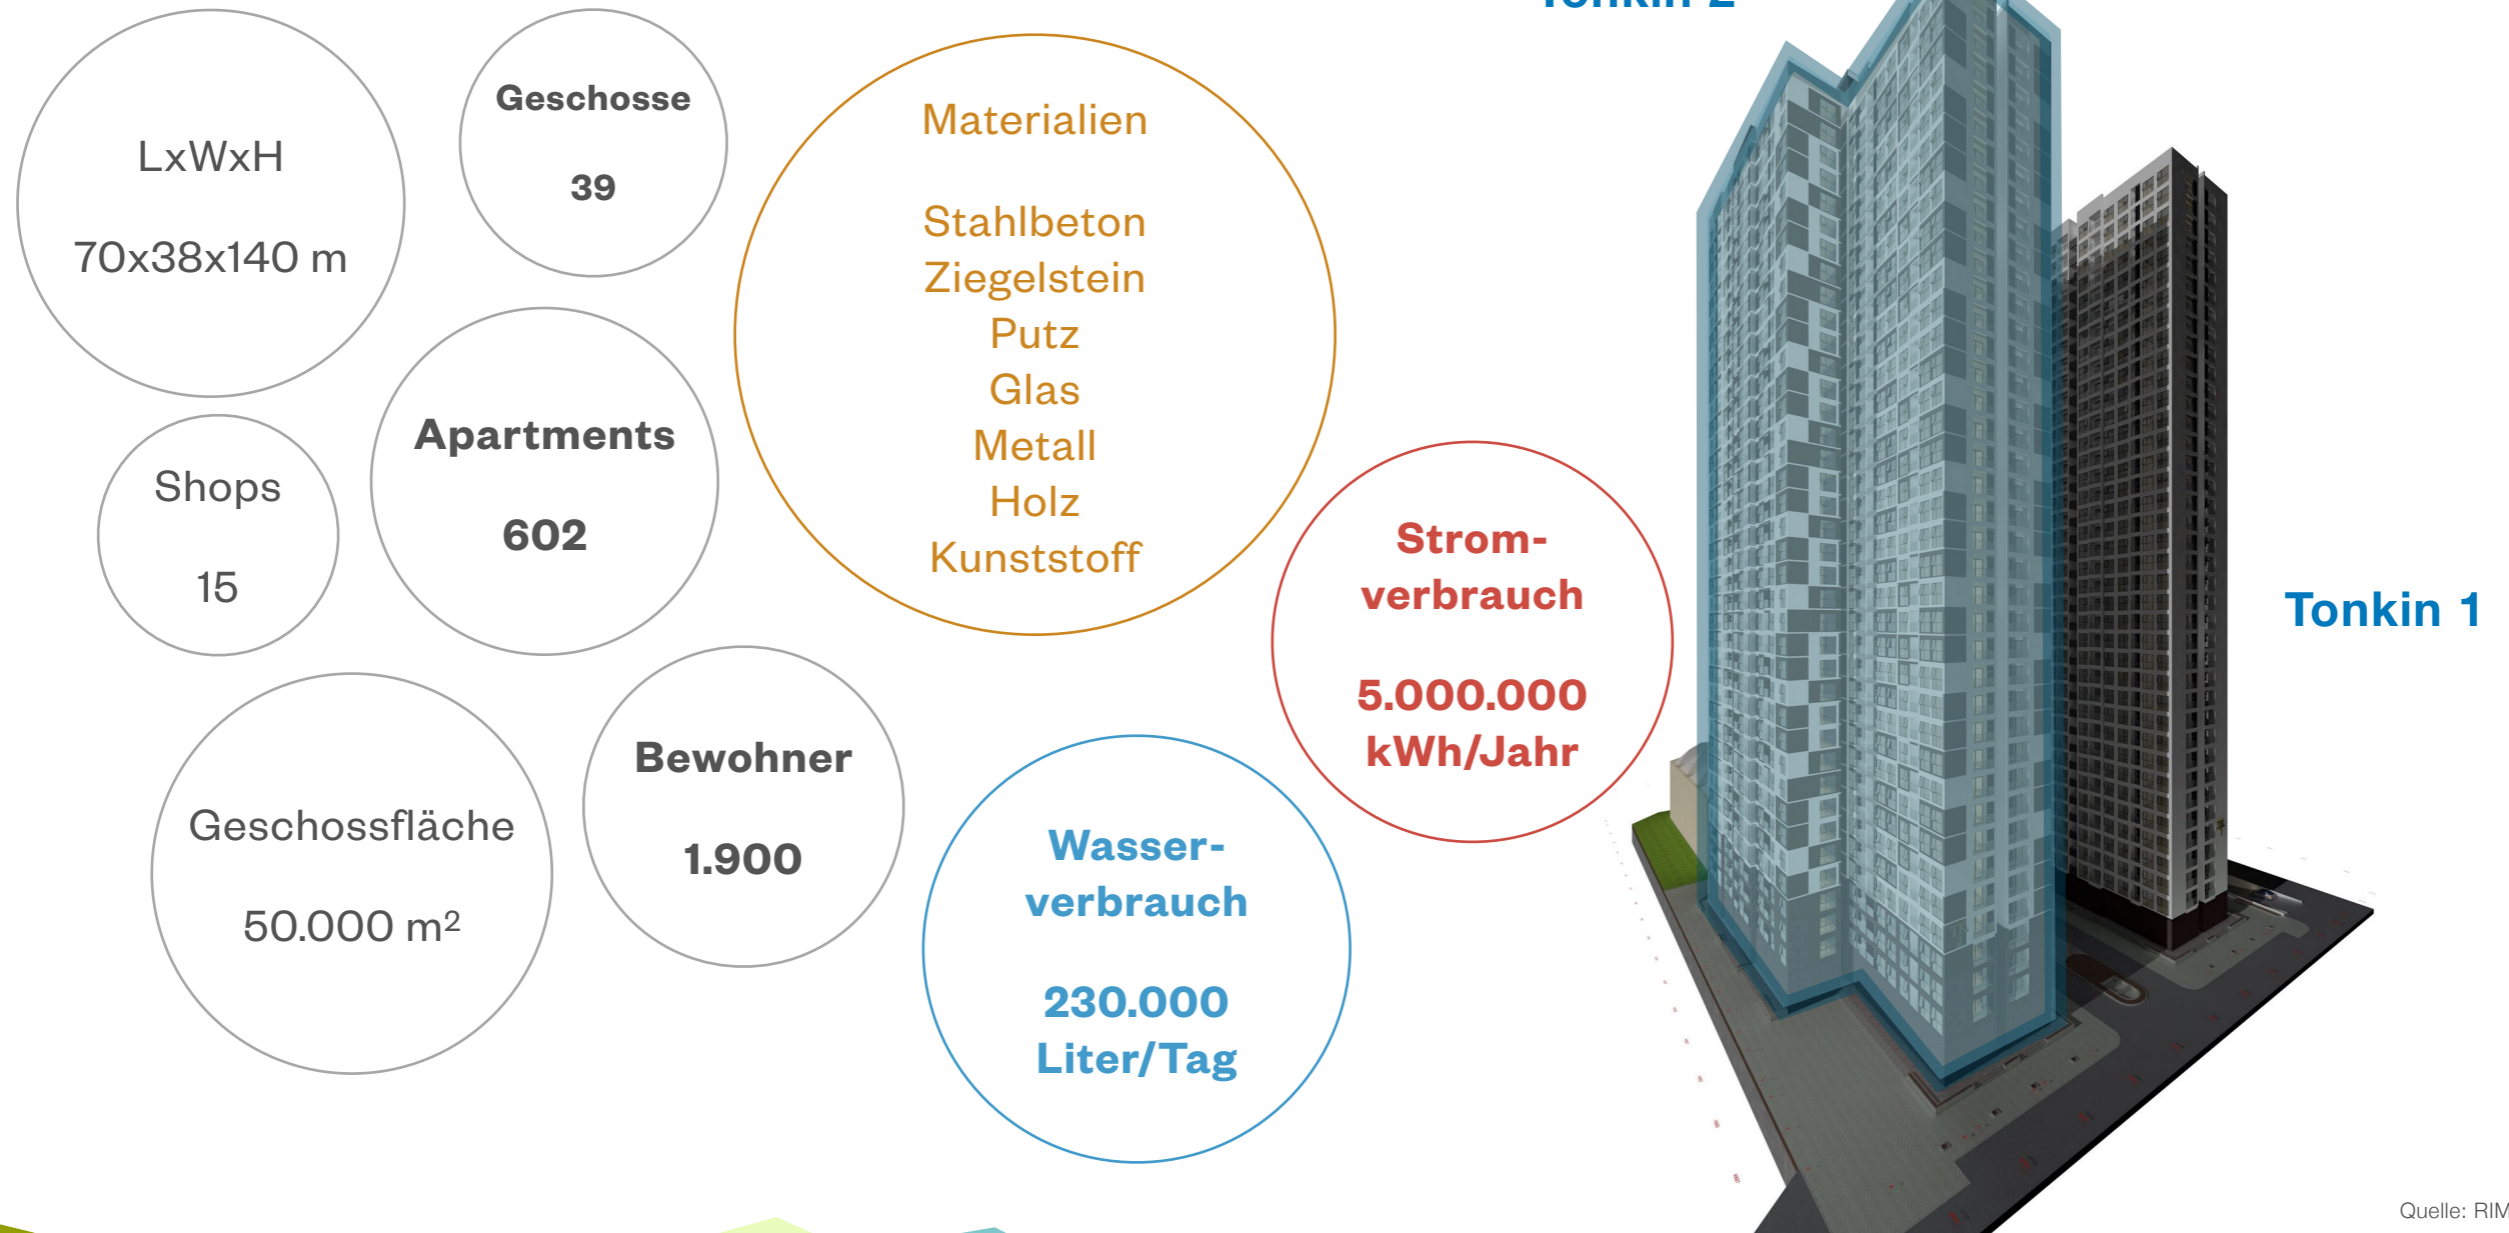 Tonkin 2
LxWxH
70x38x140 m
Geschosse
39
Materialien
Stahlbeton
Ziegelstein
Putz
Glas
Metall
Holz
Kunststoff
Apartments
602
Shops
15
Strom-
verbrauch
5.000.000
kWh/Jahr
Tonkin 1
Bewohner
1.900
Geschossfläche
50.000 m²
Wasser-
verbrauch
230.000
Liter/Tag
Quelle: RIM